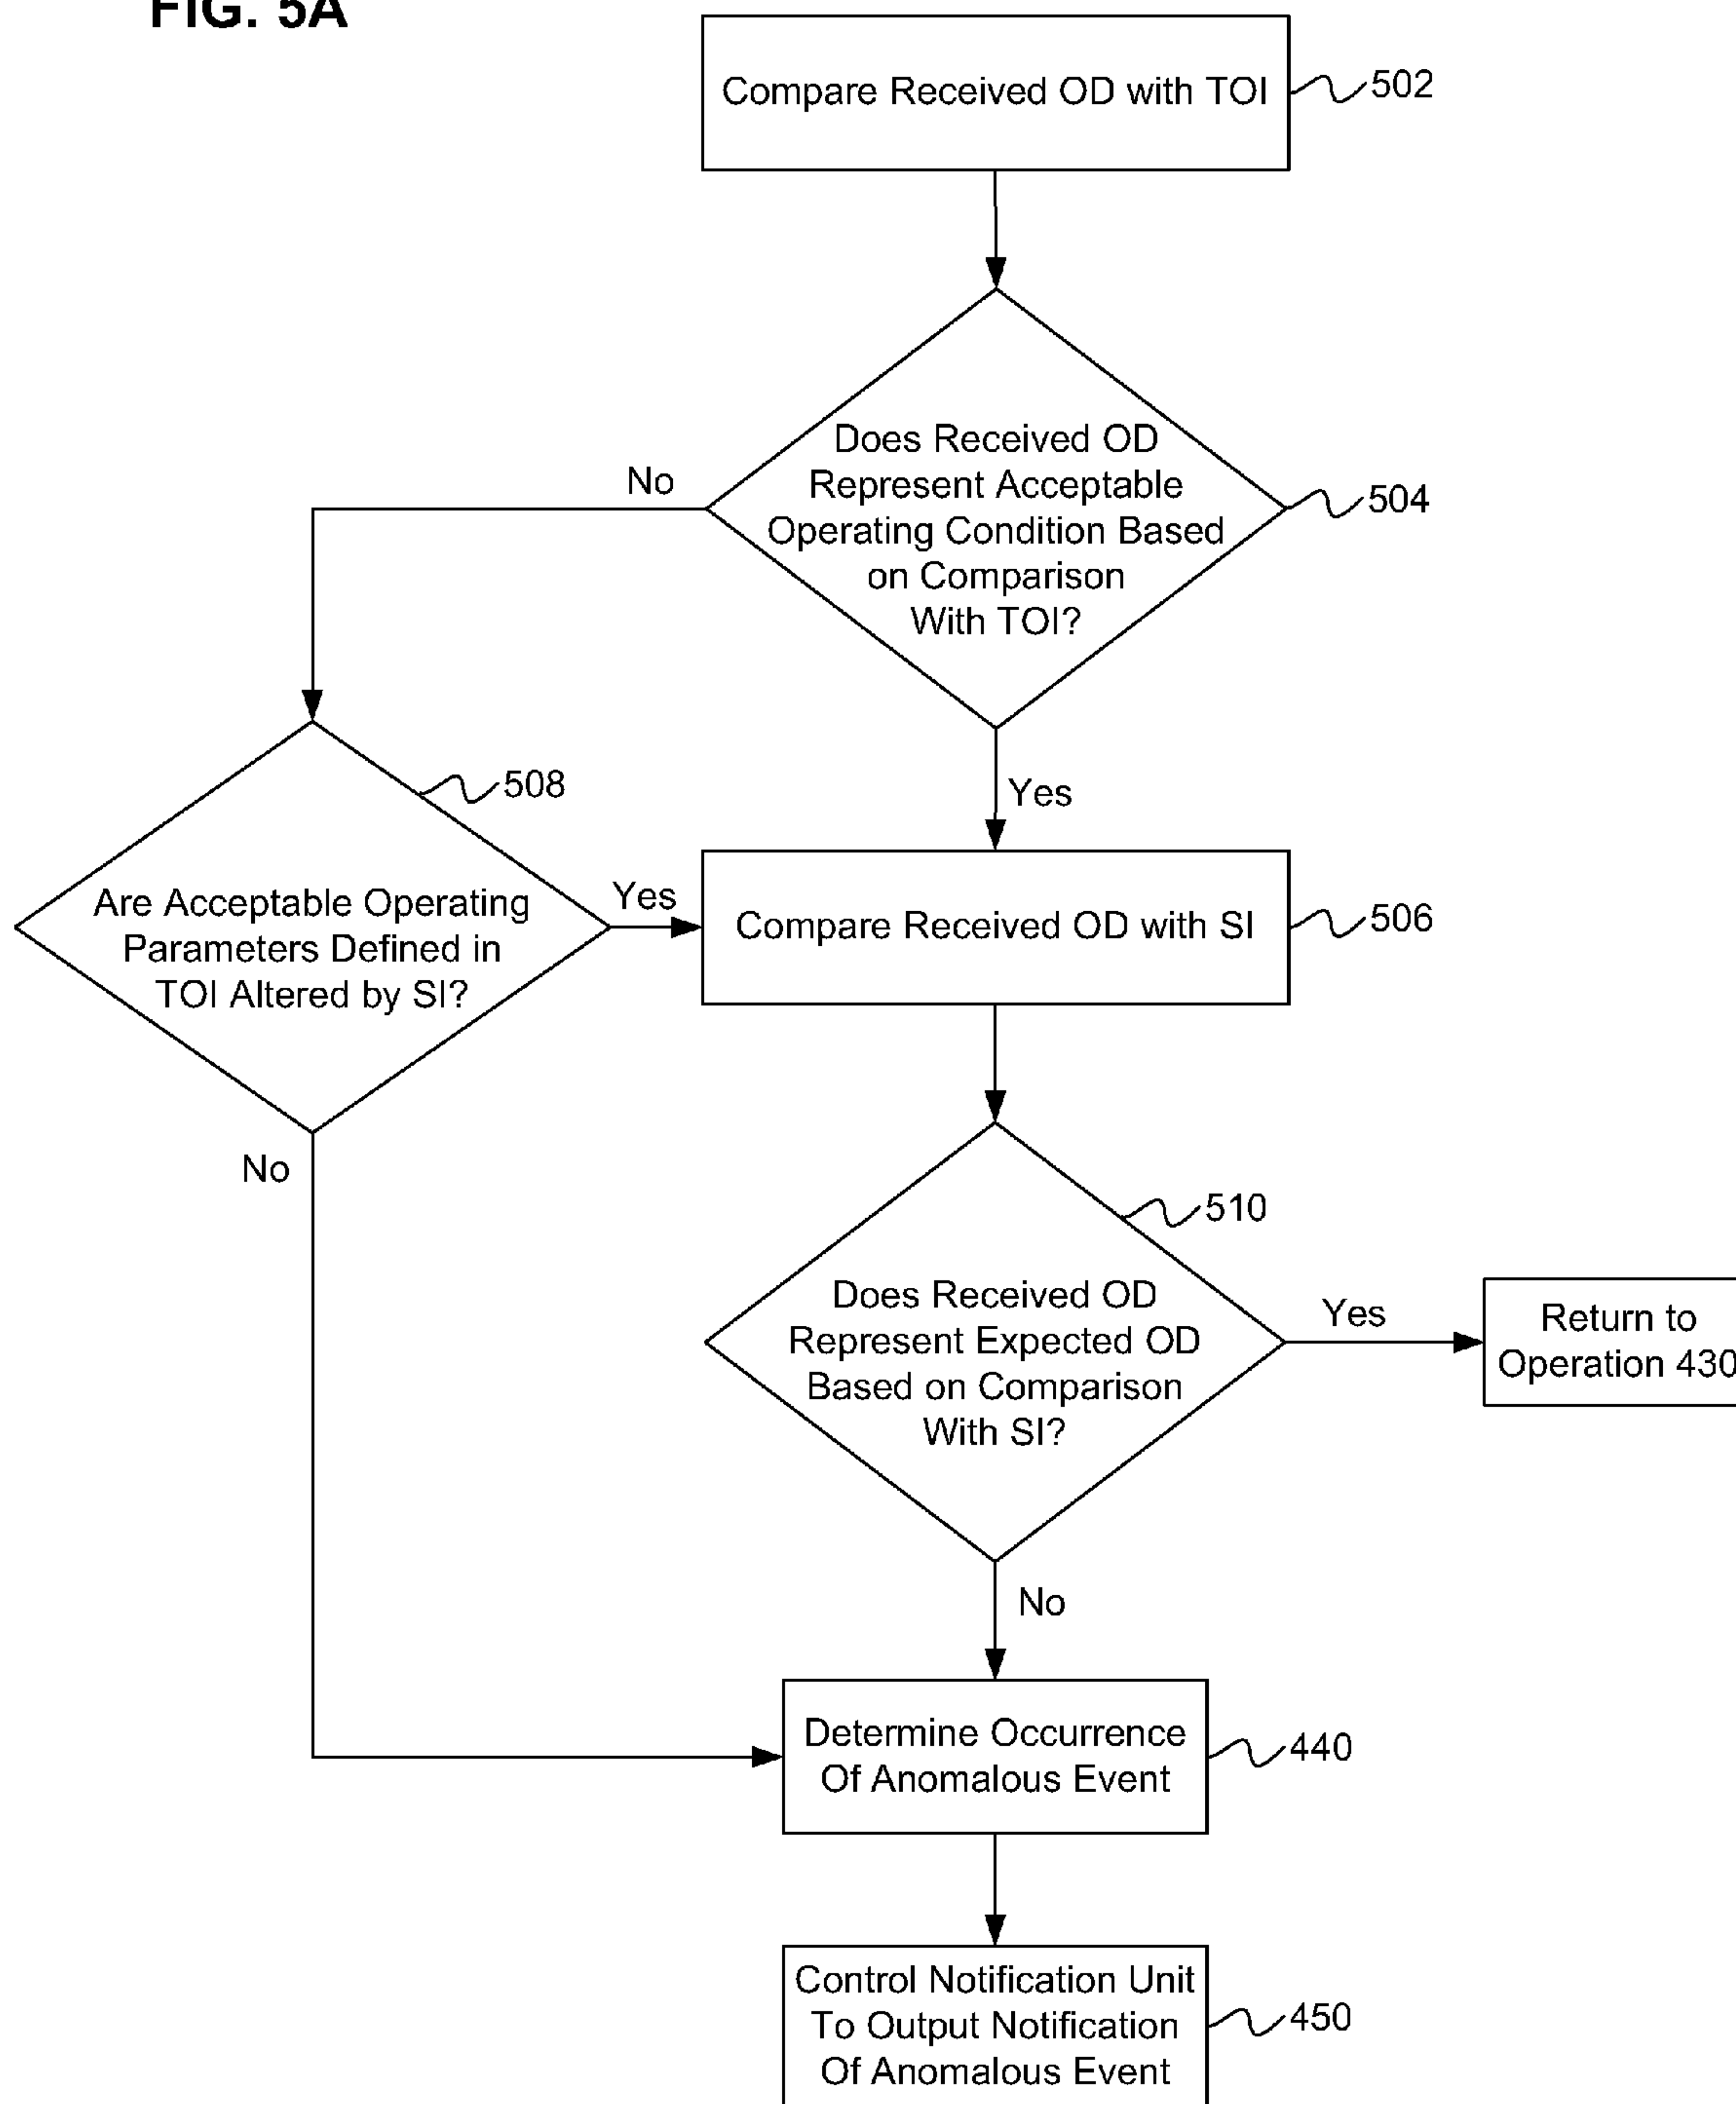 FIG. 5A
Compare Received OD with TOI
502
Does Received OD
Represent Acceptable
Operating Condition Based
on Comparison
With TOI?
504
No
Yes
508
Are Acceptable Operating
Parameters Defined in
TOI Altered by SI?
Yes
Compare Received OD with SI
506
No
510
Does Received OD
Represent Expected OD
Based on Comparison
With SI?
Yes
Return to
Operation 430
No
Determine Occurrence
Of Anomalous Event
440
Control Notification Unit
To Output Notification
Of Anomalous Event
450